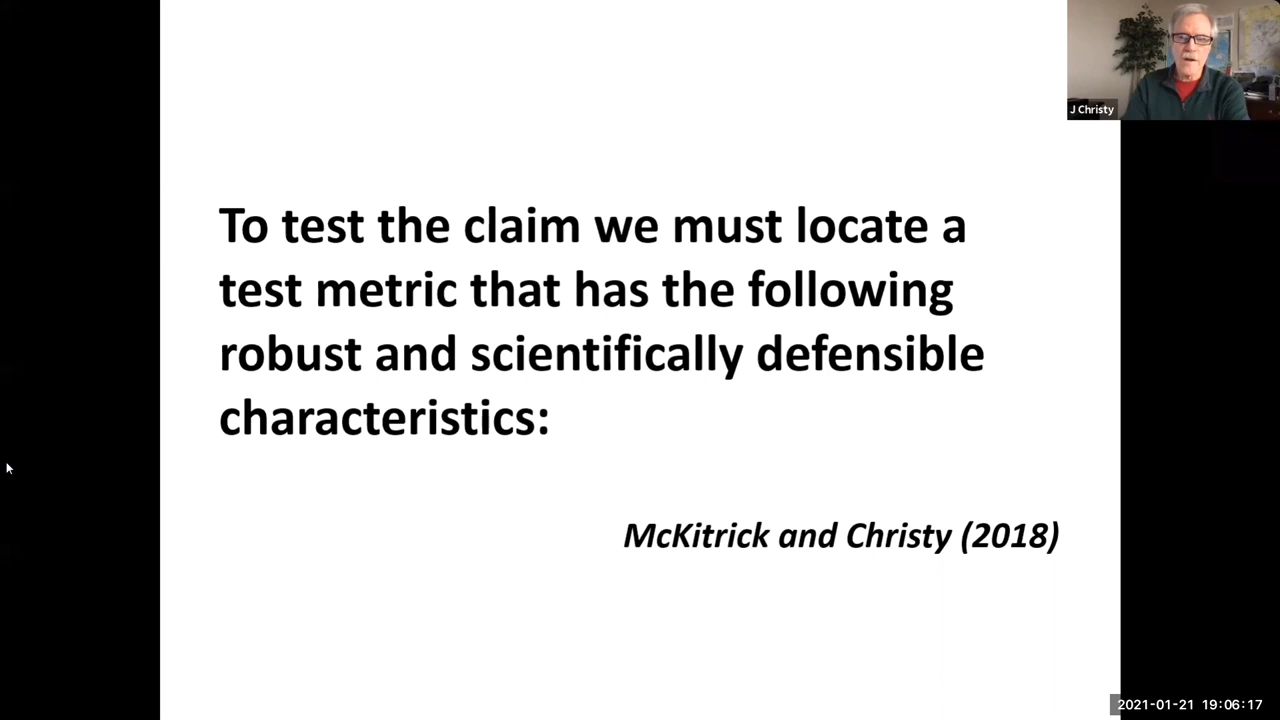 J Christy
To test the claim we must locate a
test metric that has the following
robust and scientifically defensible
characteristics:
McKitrick and Christy (2018)
2021-01-21 19:06:17